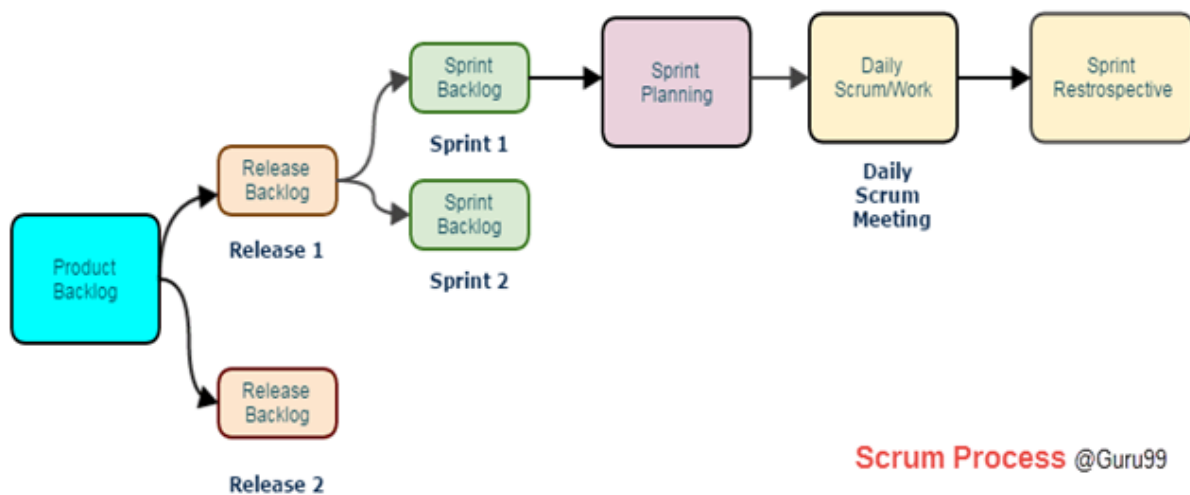 Product
Backlog
Release
Backlog
Release 1
Release
Backlog
Release 2
Sprint
Backlog
Sprint 1
Sprint
Backlog
Sprint 2
Sprint
Planning
Daily
Scrum/Work
Daily
Scrum
Meeting
Sprint
Restrospective
Scrum Process @Guru99